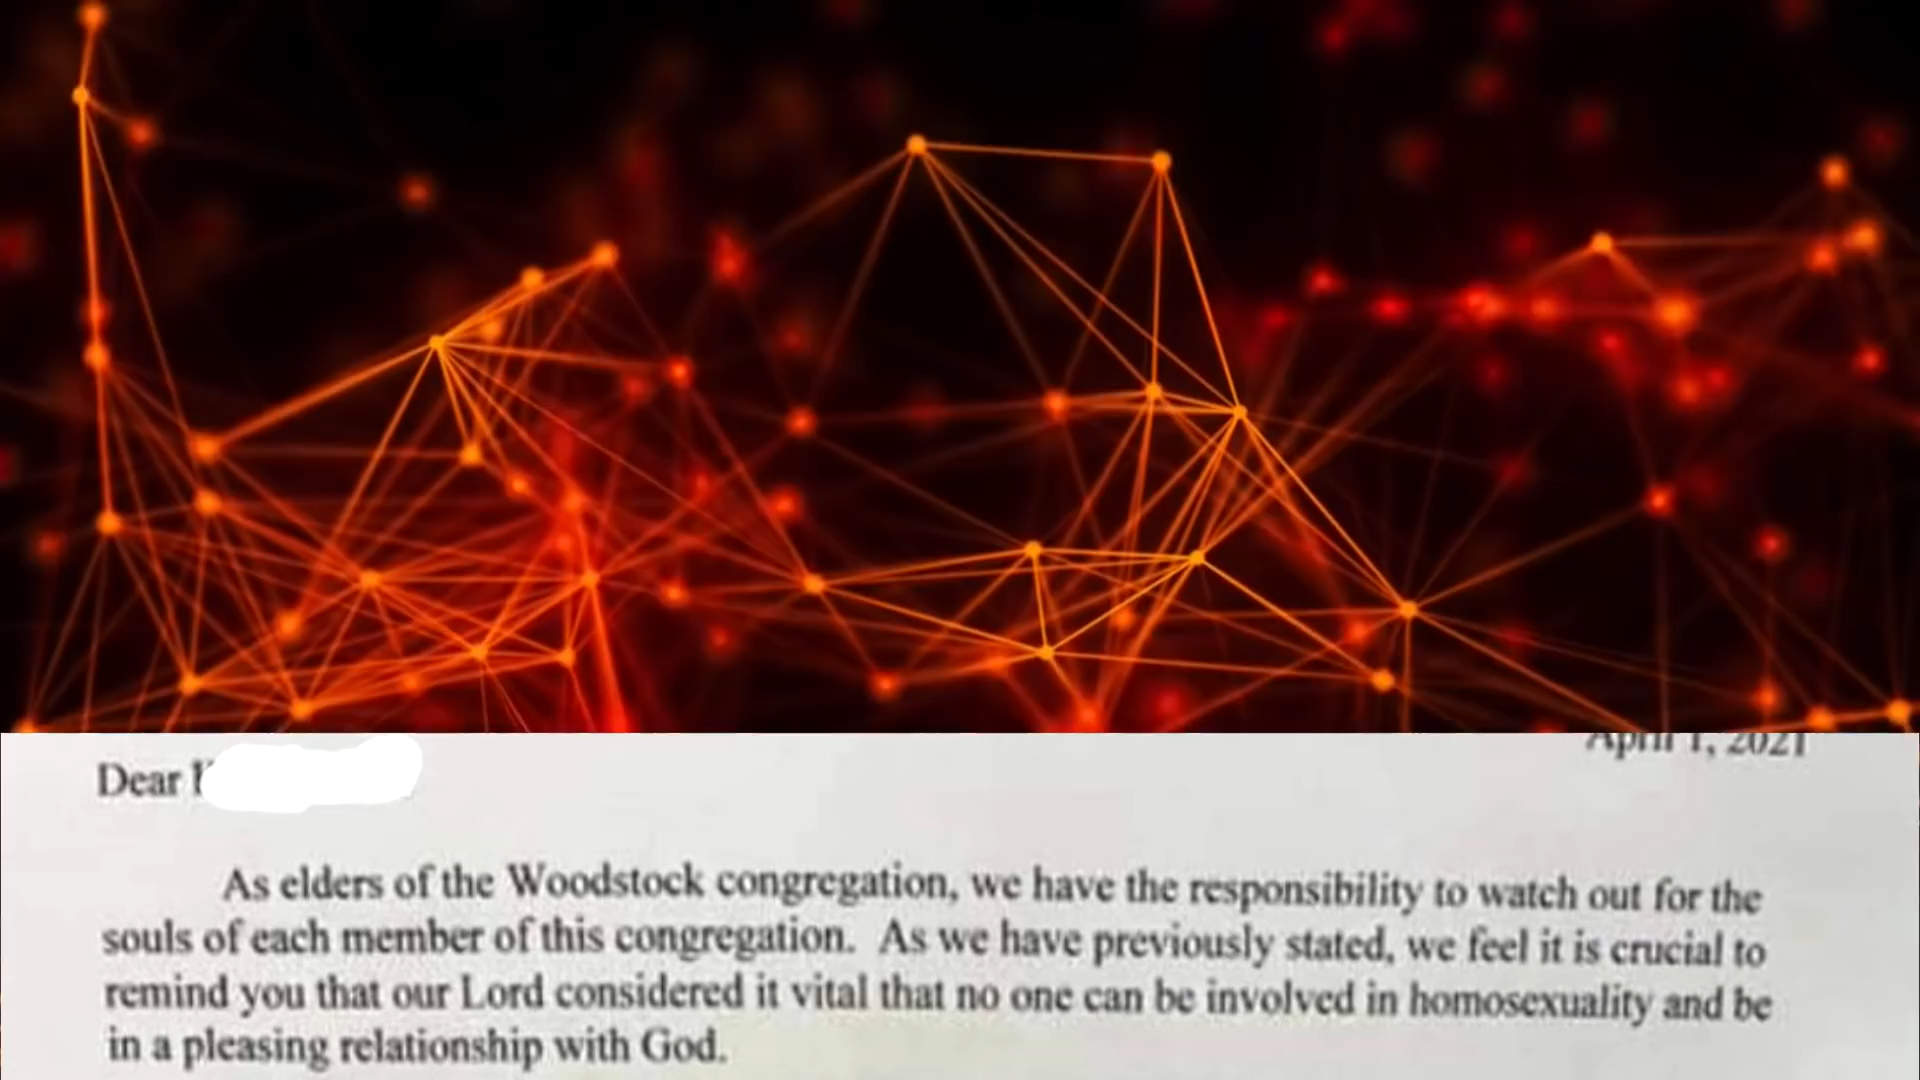 April 1, 2021
Dear
As elders of the Woodstock congregation, we have the responsibility to watch out for the
souls of each member of this congregation. As we have previously stated, we feel it is crucial to
remind you that our Lord considered it vital that no one can be involved in homosexuality and be
in a pleasing relationship with God.